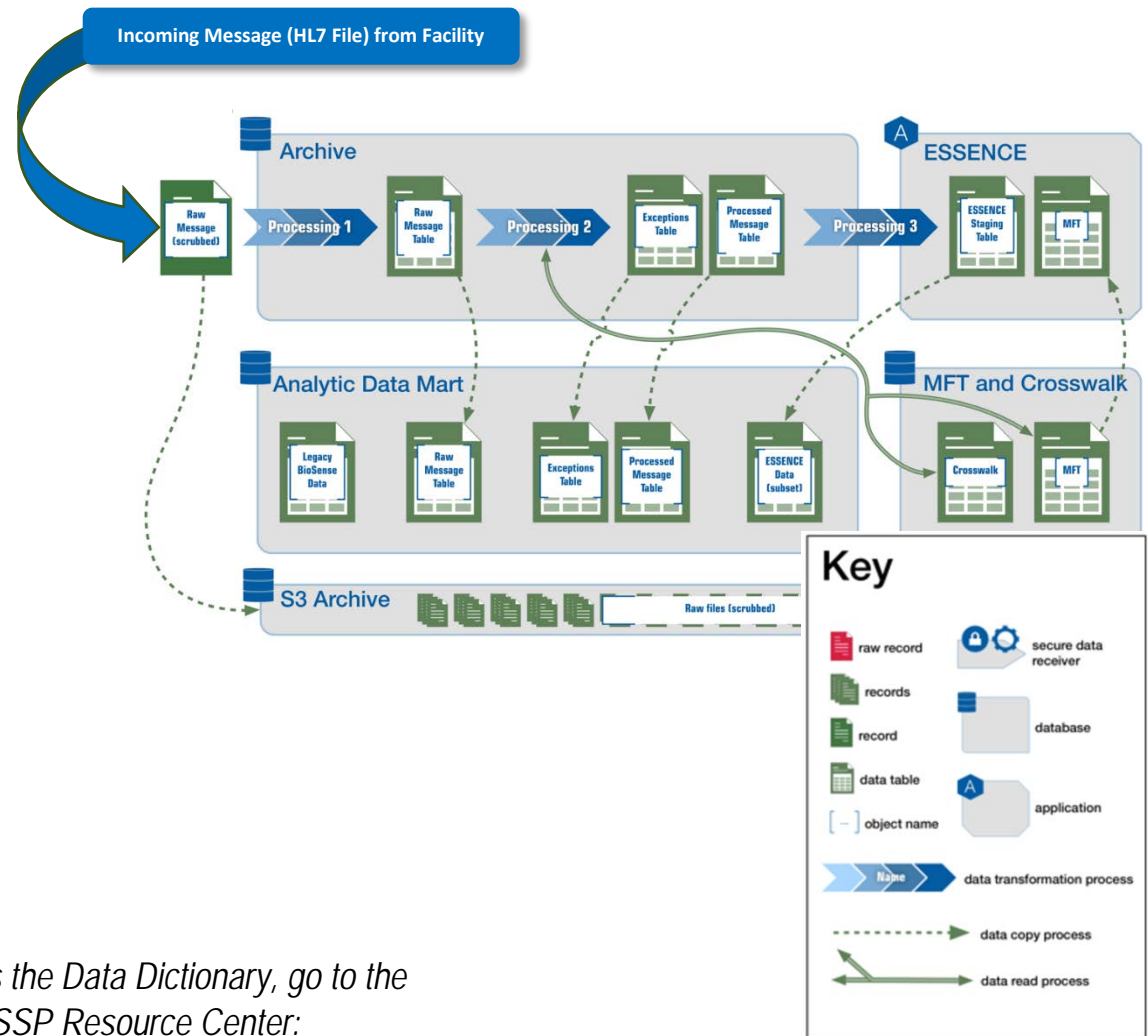 Incoming Message (HL7 File) from Facility
Archive
ESSENCE
Raw
Message
(scrubbed)
Processing 1
Raw
Message
Table
Processing 2
Exceptions
Table
Processed
Message
Table
Processing 3
ESSENCE
Staging
Table
MFT
Analytic Data Mart
MFT and Crosswalk
Legacy
BioSense
Data
Raw
Message
Table
Exceptions
Table
Processed
Message
Table
ESSENCE
Data
(subset)
Crosswalk
MFT
S3 Archive
Raw files (scrubbed)
Key
raw record
secure data
receiver
records
record
database
data table
application
[ – ] object name
Name
data transformation process
data copy process
data read process
s the Data Dictionary, go to the
SSP Resource Center:
A
A
A